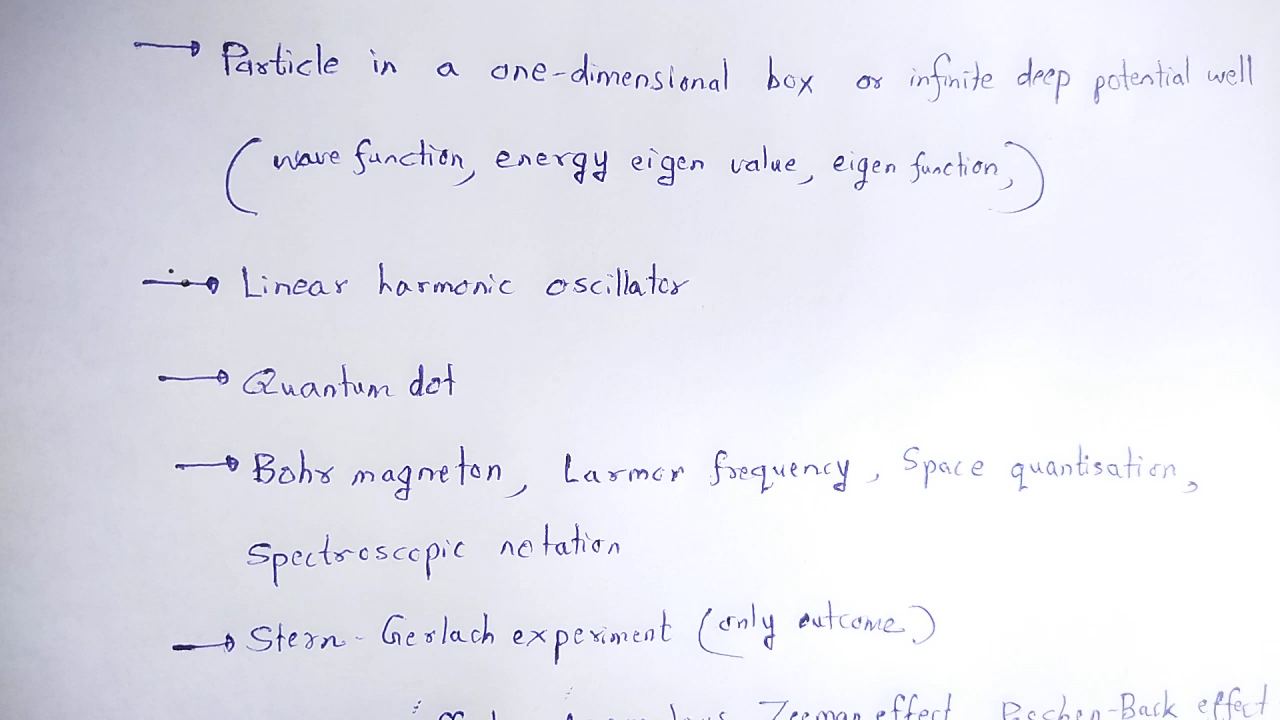 → Particle in a one-dimensional box or infinite deep potential well
(wave function, energy eigen value, eigen function,)
→ Linear harmonic oscillator
→ Quantum dot
→ Bohr magneton, Larmor frequency, Space quantisation,
Spectroscopic notation
→ Stern-Gerlach experiment (only outcome)
Zeeman effect Paschen-Back effect